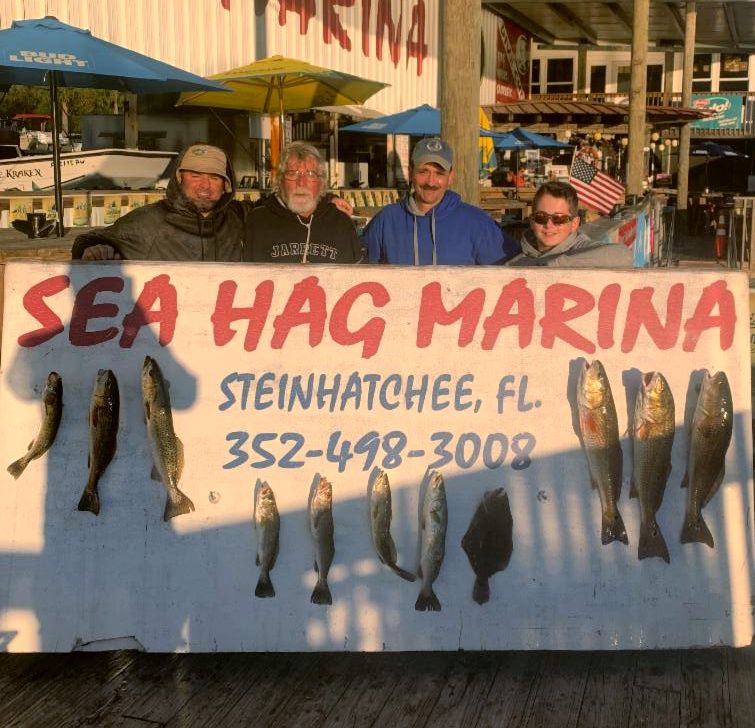 MARINA
BUD
LIGHT
KRAKEN
JARRETT
SEA HAG MARINA
STEINHATCHEE, FL.
352-498-3008